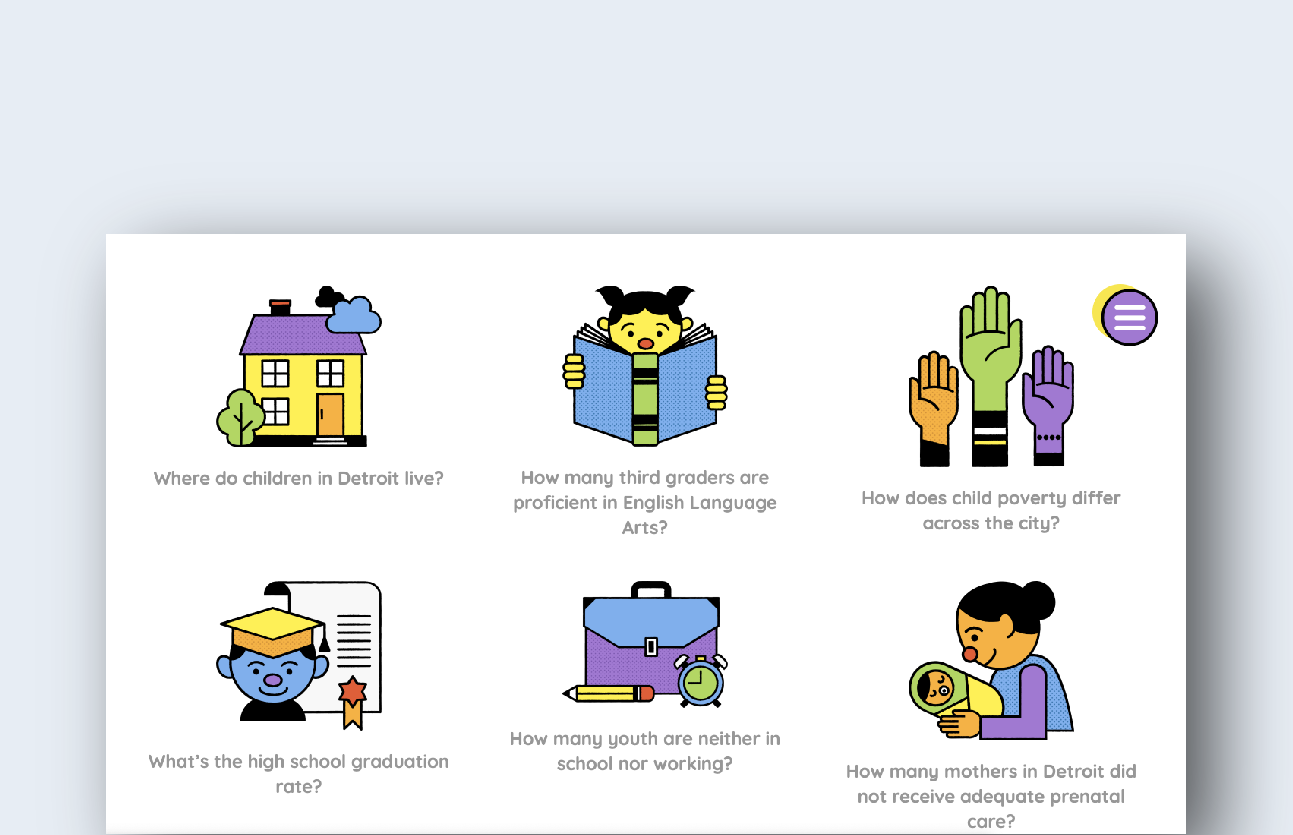 Where do children in Detroit live?
How many third graders are
proficient in English Language
Arts?
How does child poverty differ
across the city?
What's the high school graduation
rate?
How many youth are neither in
school nor working?
How many mothers in Detroit did
not receive adequate prenatal
care?